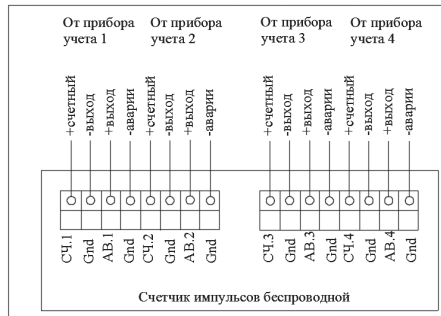 От прибора
учета 1
От прибора
учета 2
От прибора
учета 3
От прибора
учета 4
+счетный
-выход
+выход
-аварии
+счетный
-выход
+выход
-аварии
+счетный
-выход
+выход
-аварии
+счетный
-выход
+выход
-аварии
СЧ.1
Gnd
АВ.1
Gnd
СЧ.2
Gnd
АВ.2
Gnd
СЧ.3
Gnd
АВ.3
Gnd
СЧ.4
Gnd
АВ.4
Gnd
Счетчик импульсов беспроводной